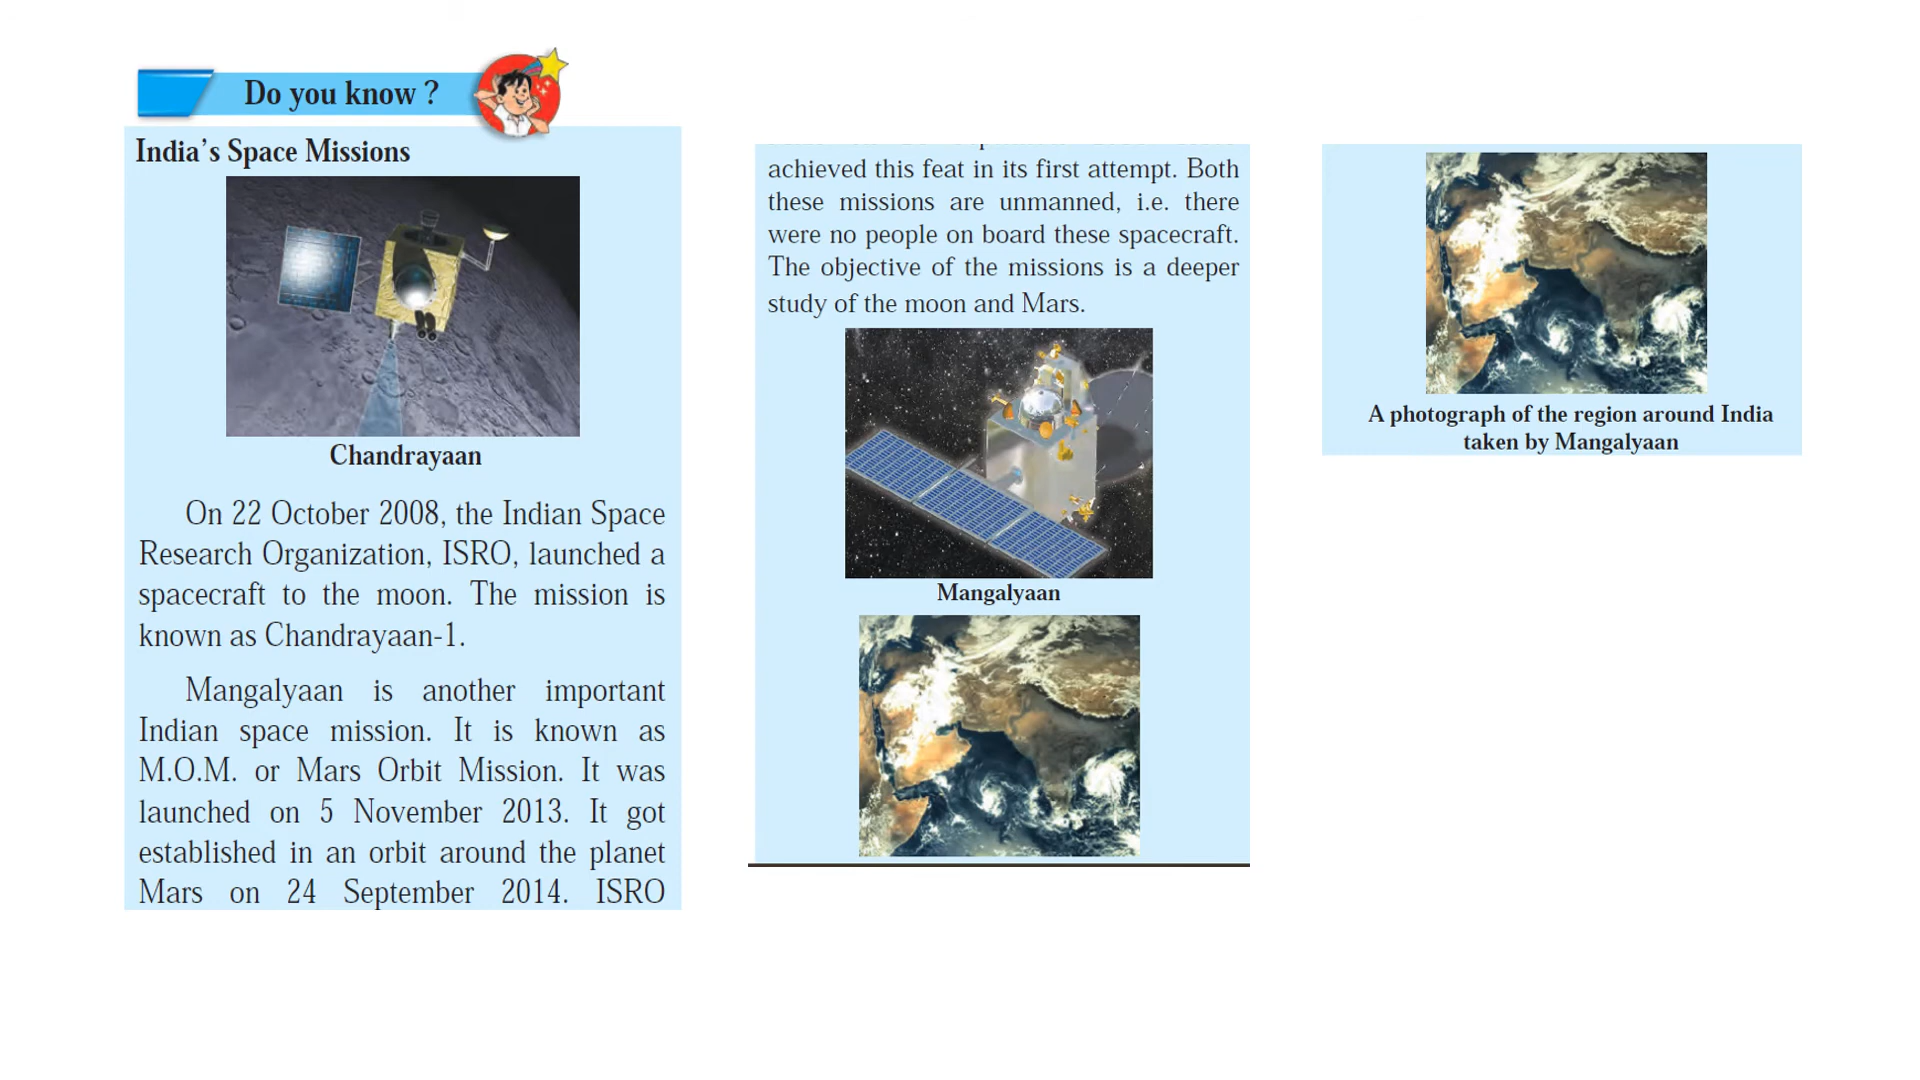 Do you know ?
India's Space Missions
Chandrayaan
On 22 October 2008, the Indian Space
Research Organization, ISRO, launched a
spacecraft to the moon. The mission is
known as Chandrayaan-1.
Mangalyaan is another important
Indian space mission. It is known as
M.O.M. or Mars Orbit Mission. It was
launched on 5 November 2013. It got
established in an orbit around the planet
Mars on 24 September 2014. ISRO
achieved this feat in its first attempt. Both
these missions are unmanned, i.e. there
were no people on board these spacecraft.
The objective of the missions is a deeper
study of the moon and Mars.
Mangalyaan
A photograph of the region around India
taken by Mangalyaan